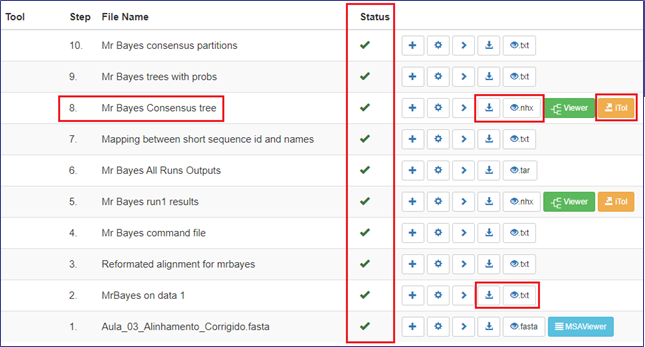 Tool Step File Name Status
10. Mr Bayes consensus partitions .txt
9. Mr Bayes trees with probs .txt
8. Mr Bayes Consensus tree .nhx Viewer iTol
7. Mapping between short sequence id and names .txt
6. Mr Bayes All Runs Outputs .tar
5. Mr Bayes run1 results .nhx Viewer iTol
4. Mr Bayes command file .txt
3. Reformated alignment for mrbayes .txt
2. MrBayes on data 1 .txt
1. Aula_03_Alinhamento_Corrigido.fasta .fasta MSAViewer